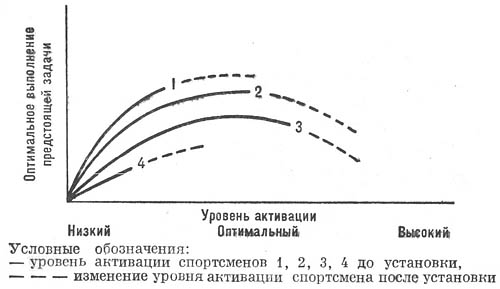 Оптимальное выполнение
предстоящей задачи
1
2
3
4
Уровень активации
Низкий Оптимальный Высокий
Условные обозначения:
— уровень активации спортсменов 1, 2, 3, 4 до установки,
— — — изменение уровня активации спортсмена после установки